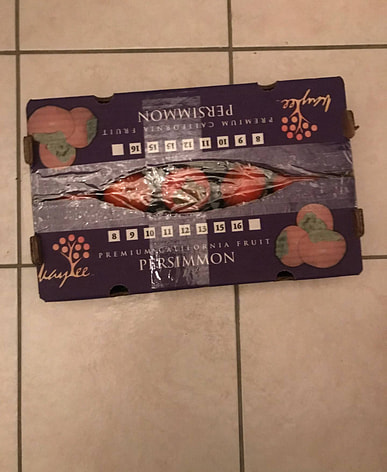 kaylee
PERSIMMON
PREMIUM CALIFORNIA FRUIT
8 9 10 11 12 13 15 16
8 9 10 11 12 13 15 16
PREMIUM CALIFORNIA FRUIT
PERSIMMON
kaylee